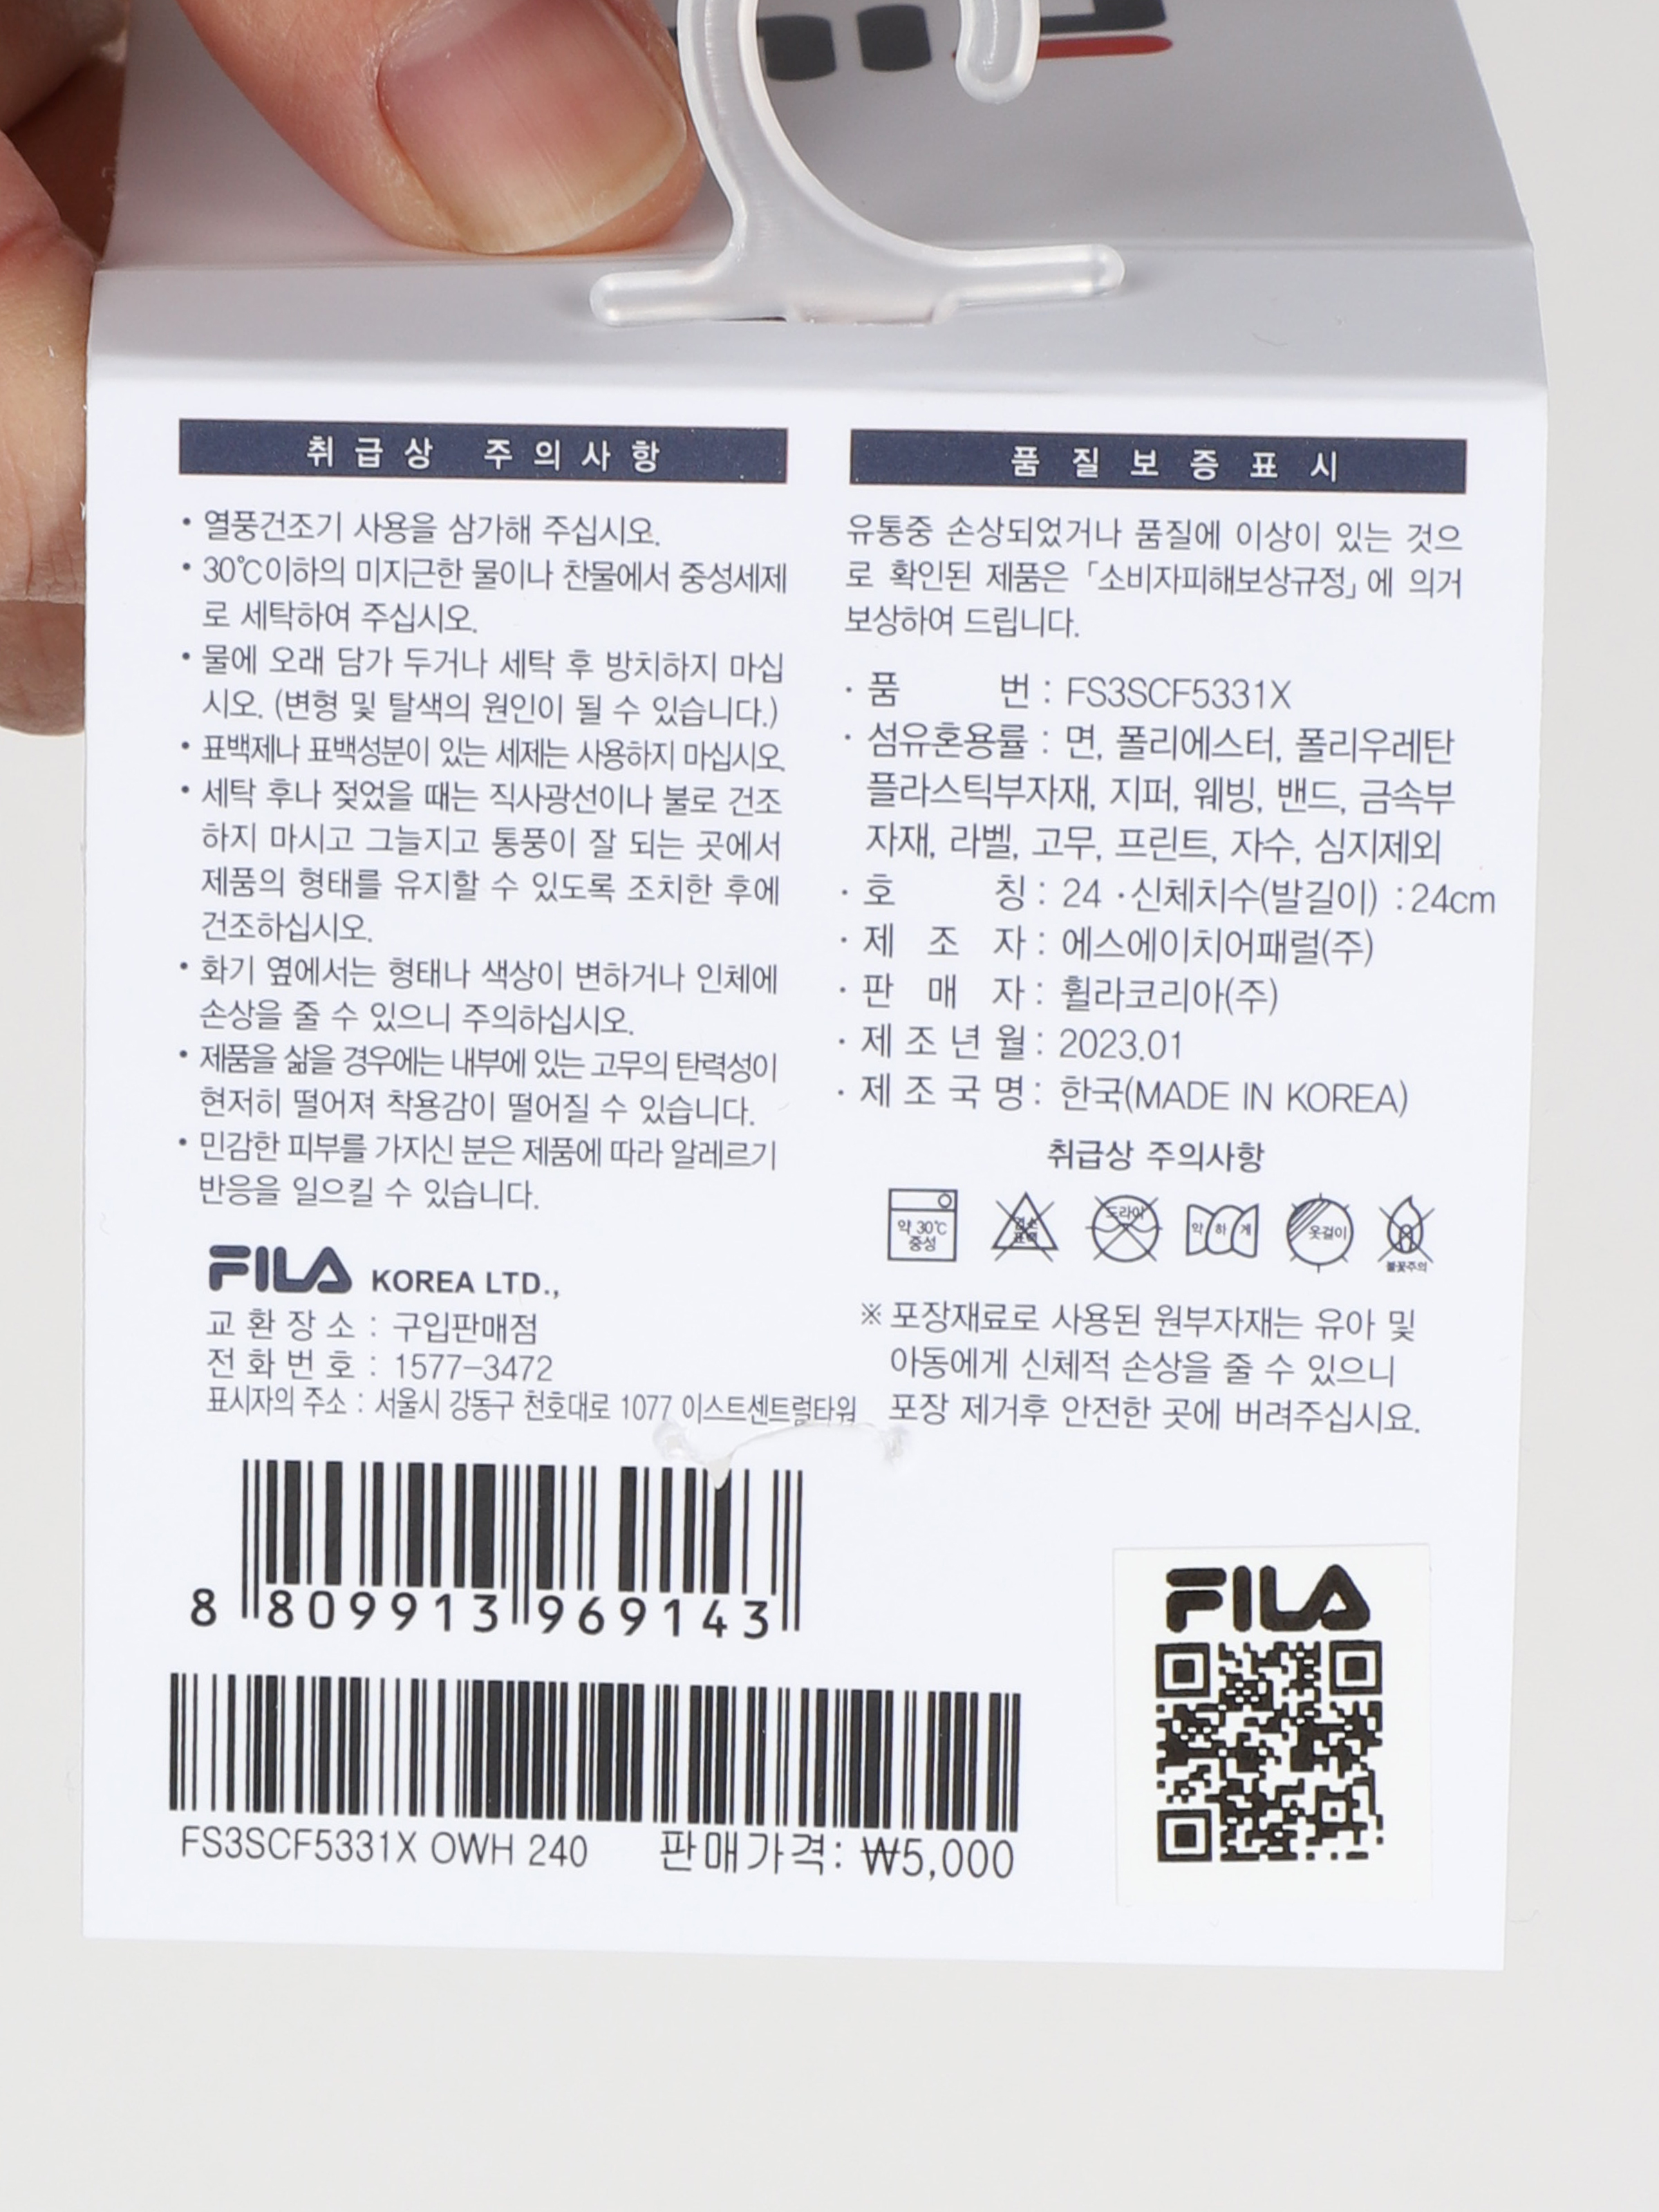 취급상 주의사항
• 열풍건조기 사용을 삼가해 주십시오.
• 30℃이하의 미지근한 물이나 찬물에서 중성세제
로 세탁하여 주십시오.
• 물에 오래 담가 두거나 세탁 후 방치하지 마십
시오. (변형 및 탈색의 원인이 될 수 있습니다.)
• 표백제나 표백성분이 있는 세제는 사용하지 마십시오.
• 세탁 후나 젖었을 때는 직사광선이나 불로 건조
하지 마시고 그늘지고 통풍이 잘 되는 곳에서
제품의 형태를 유지할 수 있도록 조치한 후에
건조하십시오.
• 화기 옆에서는 형태나 색상이 변하거나 인체에
손상을 줄 수 있으니 주의하십시오.
• 제품을 삶을 경우에는 내부에 있는 고무의 탄력성이
현저히 떨어져 착용감이 떨어질 수 있습니다.
• 민감한 피부를 가지신 분은 제품에 따라 알레르기
반응을 일으킬 수 있습니다.
FILA KOREA LTD.,
교환장소 : 구입판매점
전화번호 : 1577-3472
표시자의 주소 : 서울시 강동구 천호대로 1077 이스트센트럴타워
품질보증표시
유통중 손상되었거나 품질에 이상이 있는 것으
로 확인된 제품은 「소비자피해보상규정」에 의거
보상하여 드립니다.
· 품 번 : FS3SCF5331X
· 섬유혼용률 : 면, 폴리에스터, 폴리우레탄
플라스틱부자재, 지퍼, 웨빙, 밴드, 금속부
자재, 라벨, 고무, 프린트, 자수, 심지제외
· 호 칭 : 24 ·신체치수(발길이) : 24cm
· 제 조 자 : 에스에이치어패럴(주)
· 판 매 자 : 휠라코리아(주)
· 제조년월 : 2023.01
· 제조국명 : 한국(MADE IN KOREA)
취급상 주의사항
약 30℃
중성
염소
표백
드라이
약하게
옷걸이
불꽃주의
※ 포장재료로 사용된 원부자재는 유아 및
아동에게 신체적 손상을 줄 수 있으니
포장 제거후 안전한 곳에 버려주십시요.
8 809913 969143
FS3SCF5331X OWH 240 판매가격: ₩5,000
FILA